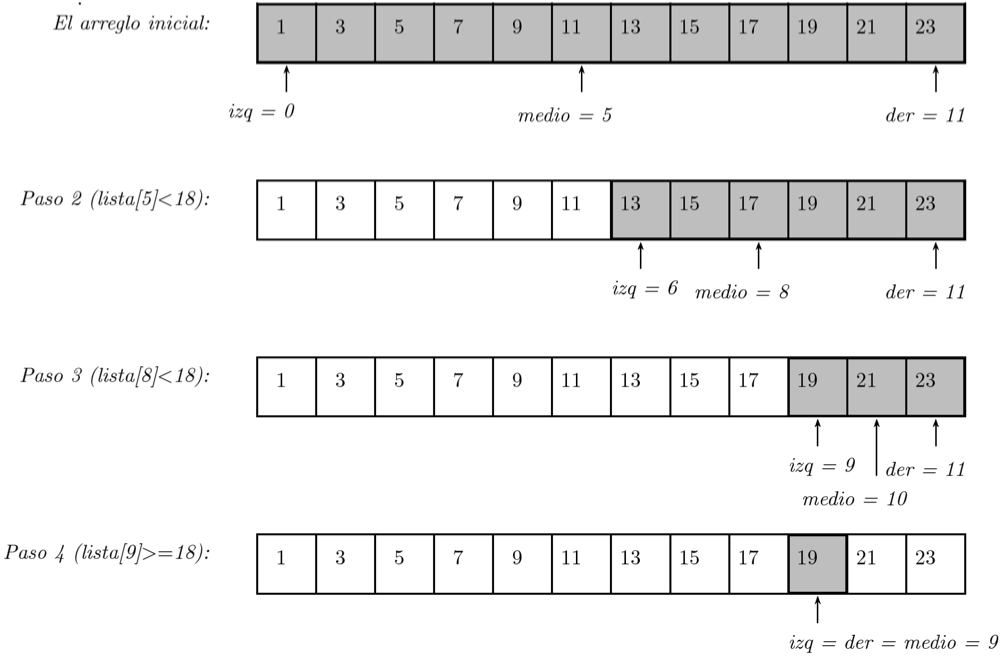 El arreglo inicial: 1 3 5 7 9 11 13 15 17 19 21 23
izq = 0 medio = 5 der = 11
Paso 2 (lista[5]<18): 1 3 5 7 9 11 13 15 17 19 21 23
izq = 6 medio = 8 der = 11
Paso 3 (lista[8]<18): 1 3 5 7 9 11 13 15 17 19 21 23
izq = 9 der = 11
medio = 10
Paso 4 (lista[9]>=18): 1 3 5 7 9 11 13 15 17 19 21 23
izq = der = medio = 9